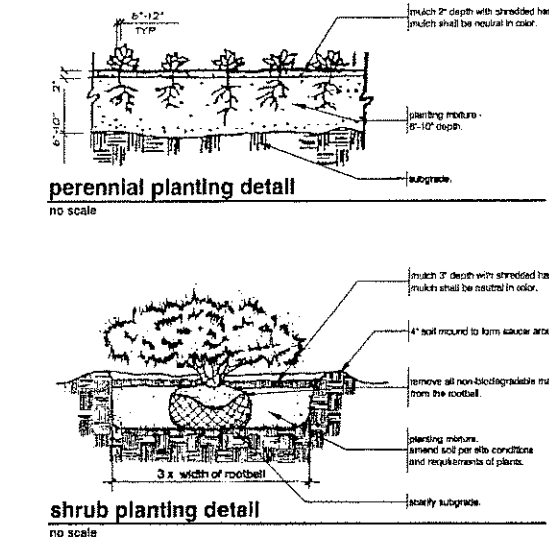 6"-12"
TYP
mulch 2" depth with shredded
mulch shall be neutral in color.
2"
6"-10"
planting mixture -
6'-10" depth.
subgrade.
perennial planting detail
no scale
mulch 3" depth with shredded
mulch shall be neutral in color.
4" soil mound to form saucer
remove all non-biodegradable
from the rootball.
planting mixture.
amend soil per site conditions
and requirements of plants.
3 x width of rootball
scarify subgrade.
shrub planting detail
no scale